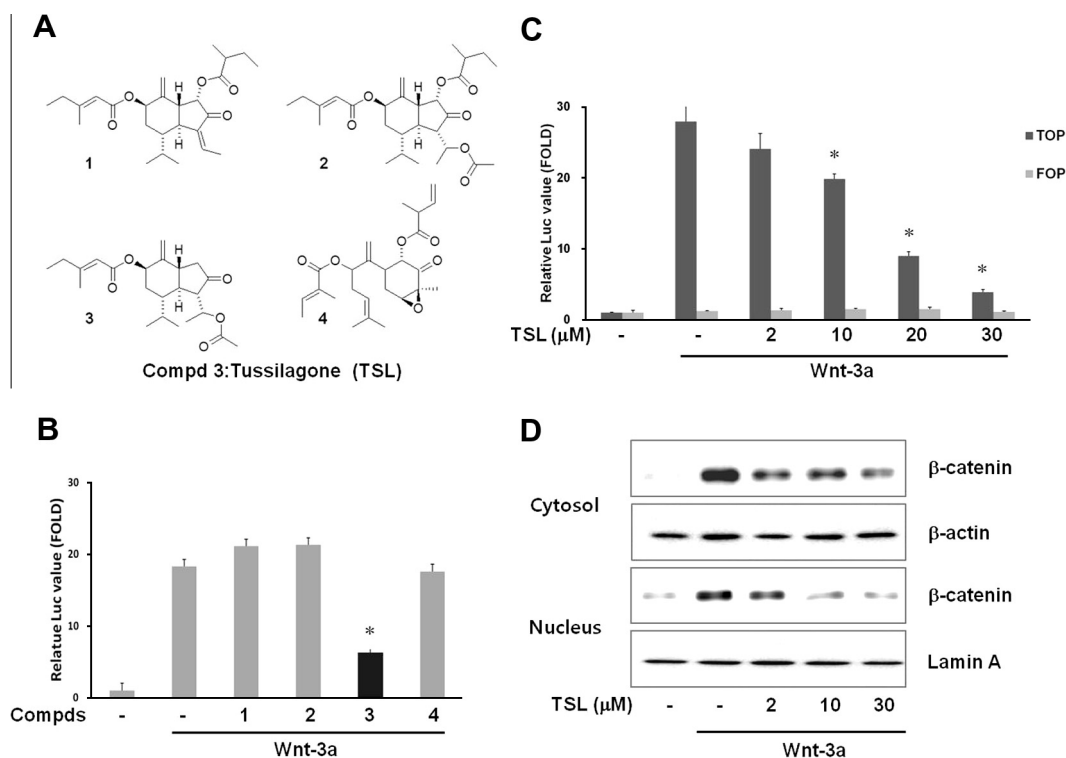 A
O
O
O
O
H
H
O
1
O
O
O
O
H
H
O
O
O
2
O
O
H
H
O
O
O
3
O
O
O
O
O
O
4
Compd 3:Tussilagone (TSL)
B
Relatue Luc value (FOLD)
30
20
10
0
*
Compds - - 1 2 3 4
Wnt-3a
C
Relative Luc value (FOLD)
30
20
10
0
* * *
TOP
FOP
TSL (μM) - - 2 10 20 30
Wnt-3a
D
Cytosol
β-catenin
β-actin
Nucleus
β-catenin
Lamin A
TSL (μM) - - 2 10 30
Wnt-3a